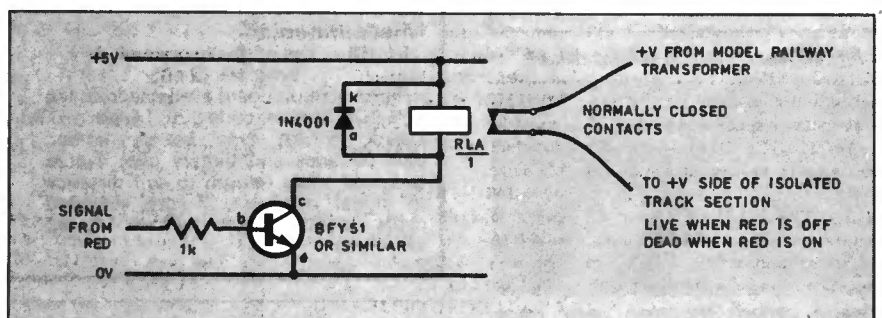 +5V
k
1N4001
a
RLA
1
+V FROM MODEL RAILWAY
TRANSFORMER
NORMALLY CLOSED
CONTACTS
TO +V SIDE OF ISOLATED
TRACK SECTION
LIVE WHEN RED IS OFF
DEAD WHEN RED IS ON
SIGNAL
FROM
RED
1k
b
c
e
BFY51
OR SIMILAR
0V